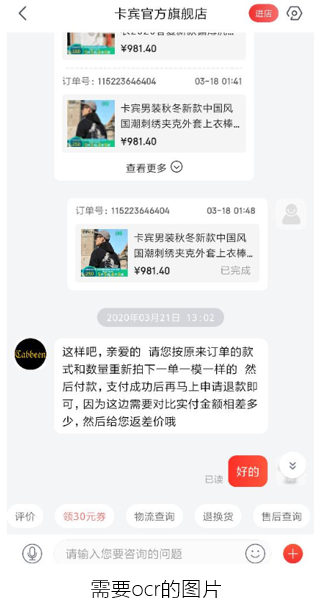 卡宾官方旗舰店
进店
¥981.40
订单号：115223646404 03-18 01:41
卡宾男装秋冬新款中国风
国潮刺绣夹克外套上衣棒...
¥981.40
查看更多
订单号：115223646404 03-18 01:48
卡宾男装秋冬新款中国风
国潮刺绣夹克外套上衣棒...
¥981.40 已完成
2020年03月21日 13:02
Cabbeen
这样吧，亲爱的 请您按原来订单的款
式和数量重新拍下一单一模一样的 然
后付款，支付成功后再马上申请退款即
可，因为这边需要对比实付金额相差多
少，然后给您返差价哦
已读 好的
评价 领30元券 物流查询 退换货 售后查询
请输入您要咨询的问题
需要ocr的图片